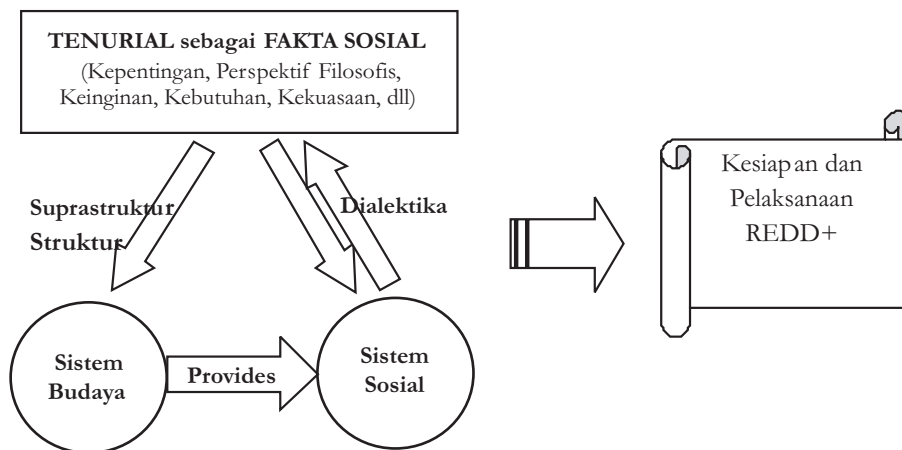 TENURIAL sebagai FAKTA SOSIAL
(Kepentingan, Perspektif Filosofis,
Keinginan, Kebutuhan, Kekuasaan, dll)
Suprastruktur
Struktur
Dialektika
Sistem
Budaya
Provides
Sistem
Sosial
Kesiapan dan
Pelaksanaan
REDD+